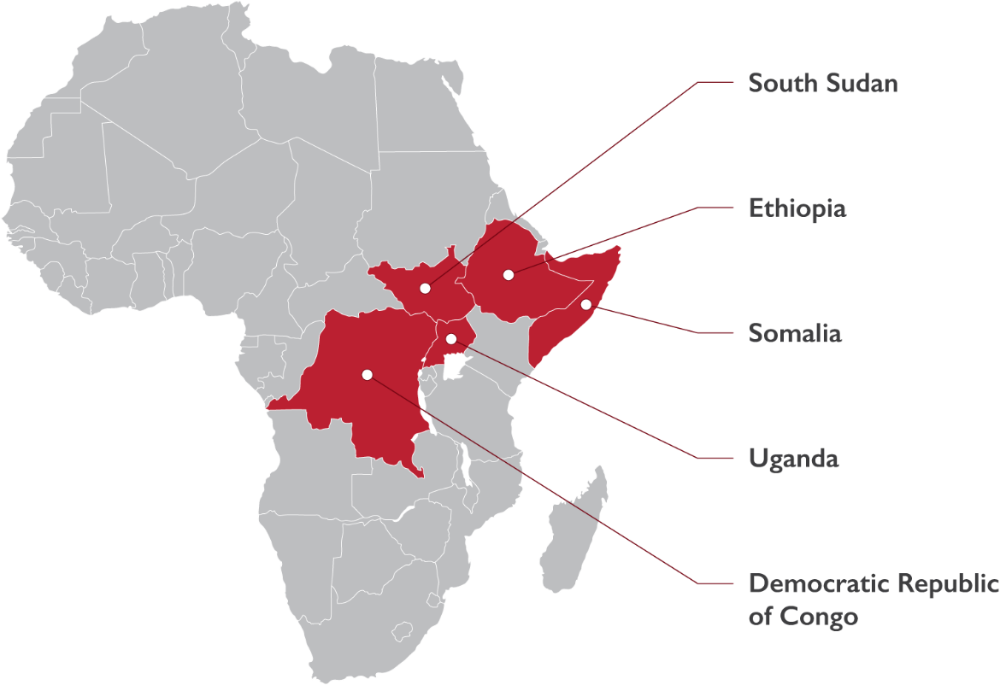 South Sudan
Ethiopia
Somalia
Uganda
Democratic Republic
of Congo